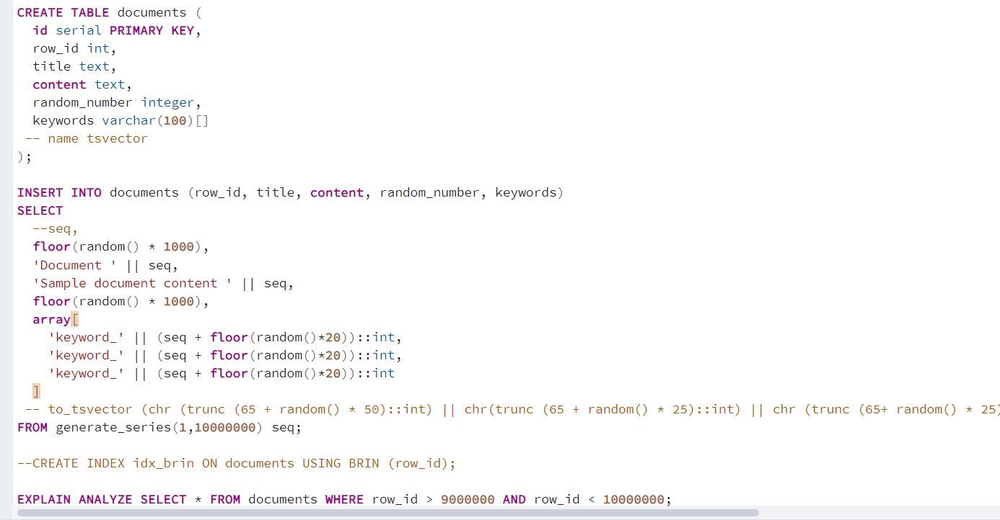 CREATE TABLE documents (
  id serial PRIMARY KEY,
  row_id int,
  title text,
  content text,
  random_number integer,
  keywords varchar(100)[]
 -- name tsvector
);

INSERT INTO documents (row_id, title, content, random_number, keywords)
SELECT
  --seq,
  floor(random() * 1000),
  'Document ' || seq,
  'Sample document content ' || seq,
  floor(random() * 1000),
  array[
    'keyword_' || (seq + floor(random()*20))::int,
    'keyword_' || (seq + floor(random()*20))::int,
    'keyword_' || (seq + floor(random()*20))::int
  ]
 -- to_tsvector (chr (trunc (65 + random() * 50)::int) || chr(trunc (65 + random() * 25)::int) || chr (trunc (65+ random() * 25)
FROM generate_series(1,10000000) seq;

--CREATE INDEX idx_brin ON documents USING BRIN (row_id);

EXPLAIN ANALYZE SELECT * FROM documents WHERE row_id > 9000000 AND row_id < 10000000;